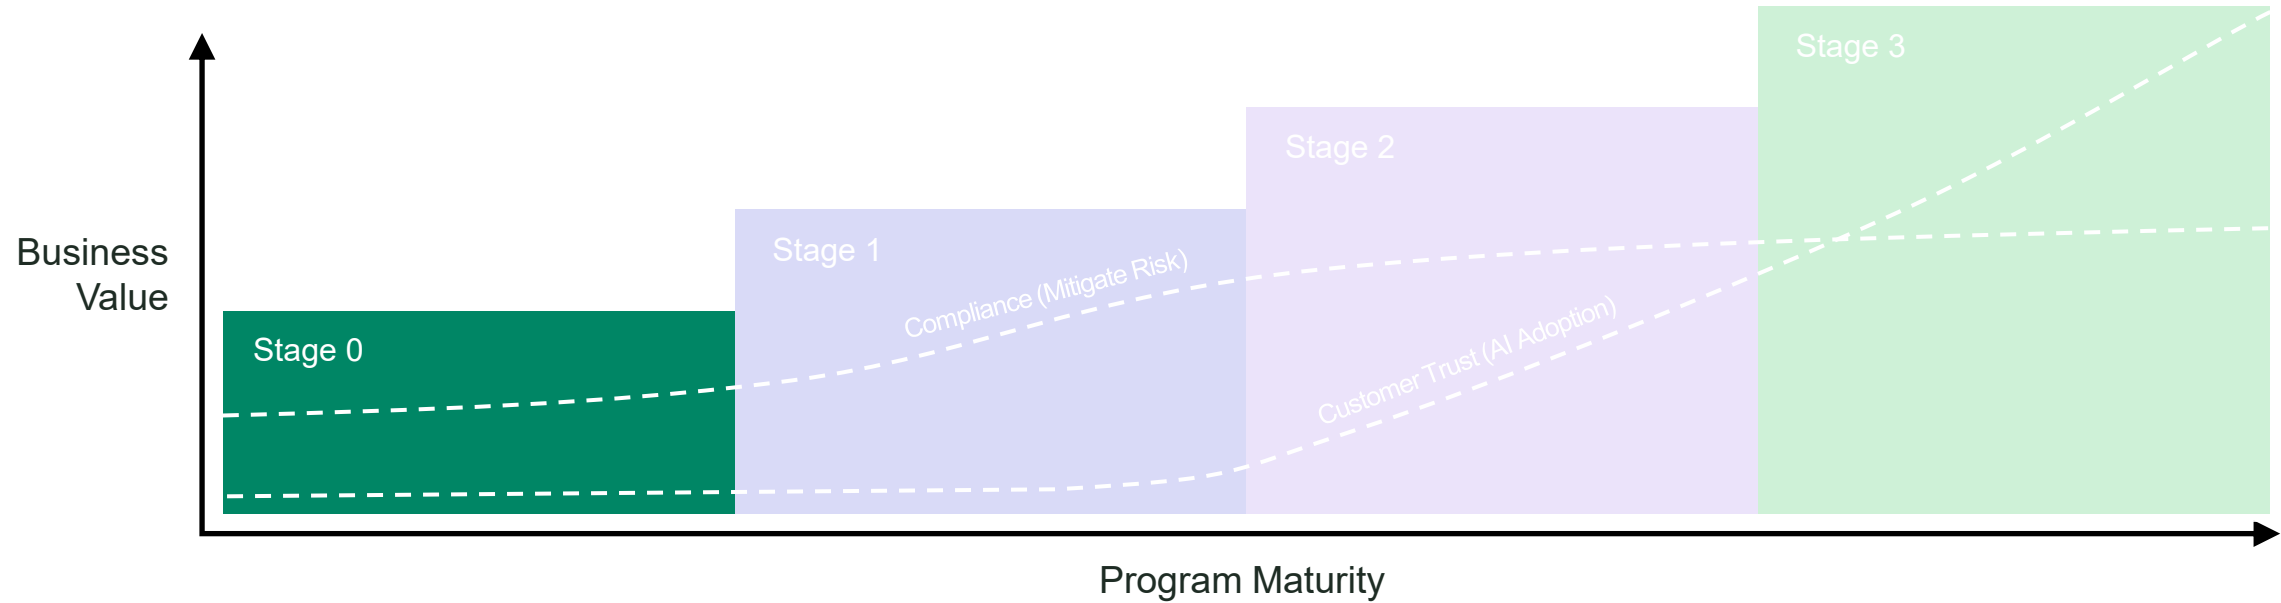 Stage 3
Stage 2
Stage 1
Compliance (Mitigate Risk)
Business
Value
Customer Trust (AI Adoption)
Stage 0
Program Maturity